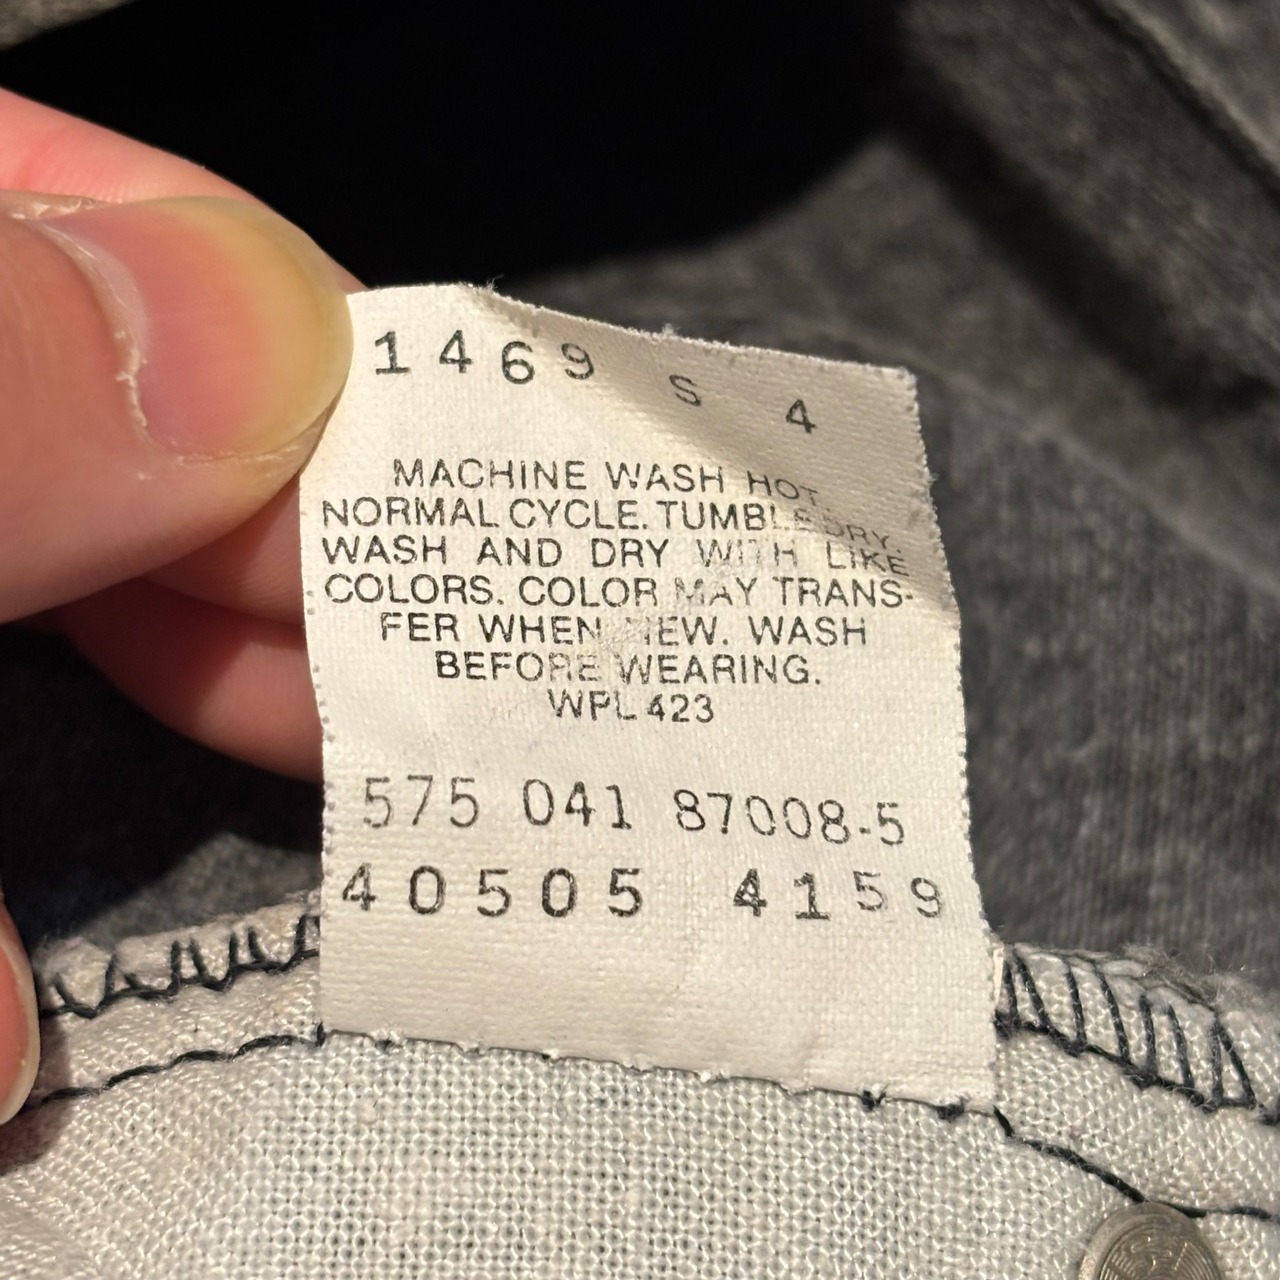 1469 S 4
MACHINE WASH HOT,
NORMAL CYCLE. TUMBLE DRY.
WASH AND DRY WITH LIKE
COLORS. COLOR MAY TRANS-
FER WHEN NEW. WASH
BEFORE WEARING.
WPL 423
575 041 87008-5
40505 4159